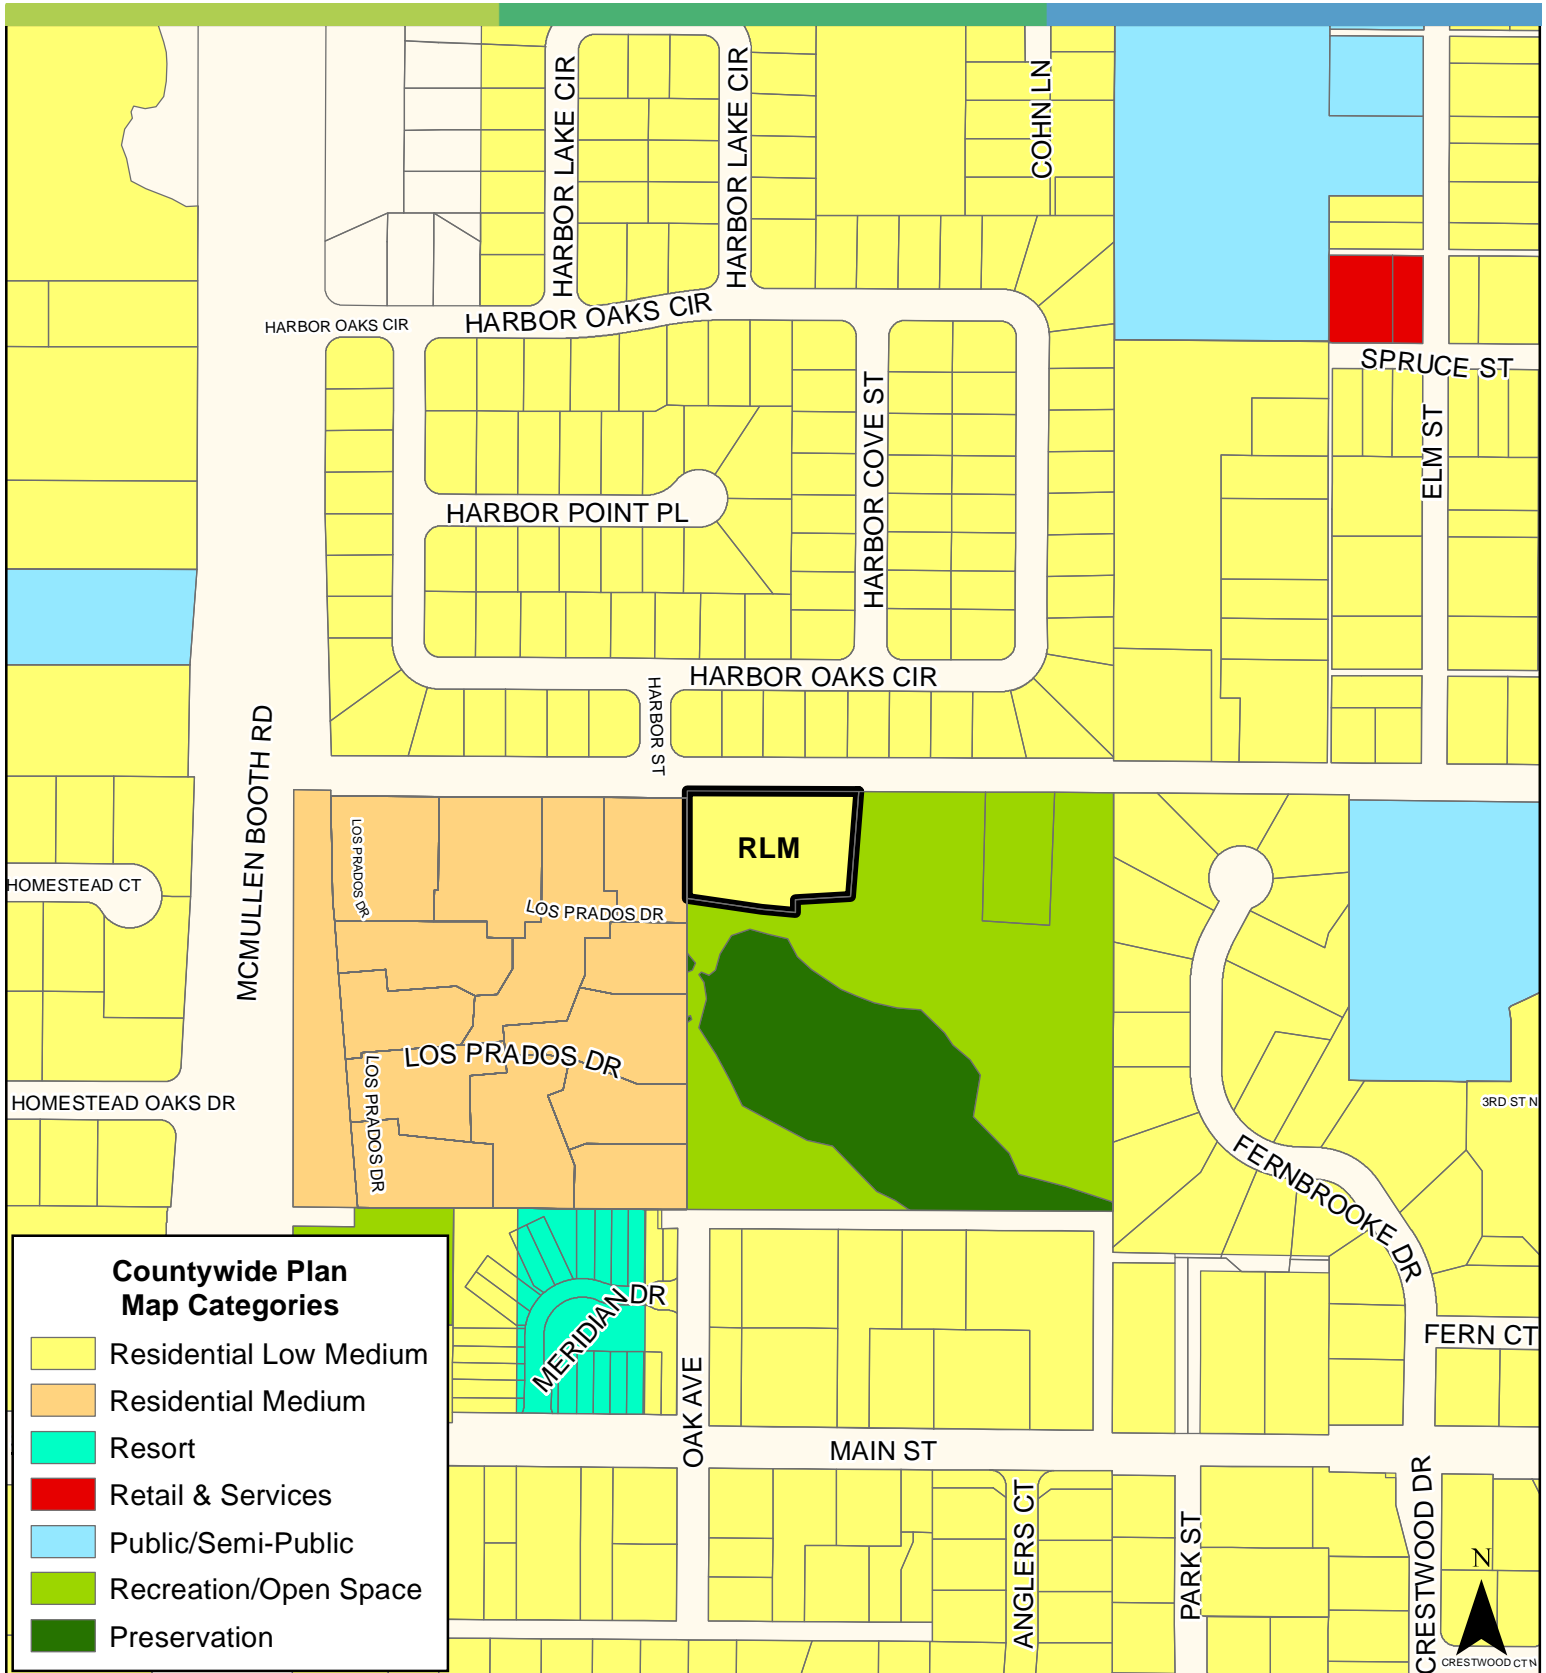 HARBOR LAKE CIR
HARBOR LAKE CIR
COHN LN
HARBOR OAKS CIR
HARBOR OAKS CIR
SPRUCE ST
ELM ST
HARBOR COVE ST
HARBOR POINT PL
HARBOR OAKS CIR
HARBOR ST
MCMULLEN BOOTH RD
RLM
LOS PRADOS DR
HOMESTEAD CT
LOS PRADOS DR
LOS PRADOS DR
LOS PRADOS DR
HOMESTEAD OAKS DR
3RD ST N
FERNBROOKE DR
MERIDIAN DR
FERN CT
OAK AVE
MAIN ST
ANGLERS CT
PARK ST
CRESTWOOD DR
N
CRESTWOOD CT N
Countywide Plan
Map Categories
Residential Low Medium
Residential Medium
Resort
Retail & Services
Public/Semi-Public
Recreation/Open Space
Preservation